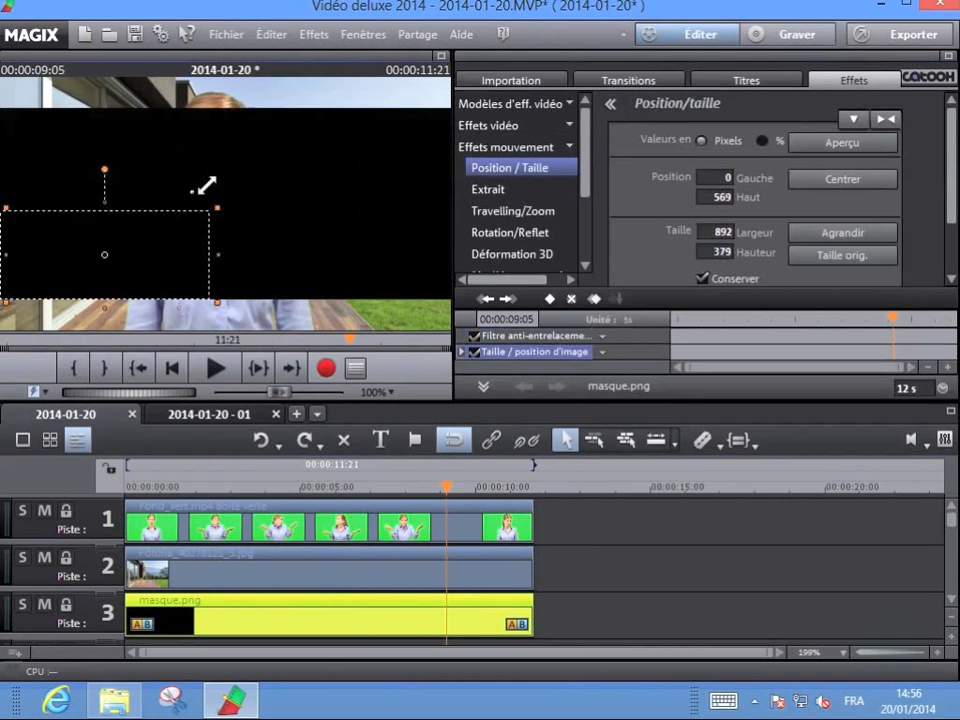 Vidéo deluxe 2014 - 2014-01-20.MVP* ( 2014-01-20* )
MAGIX Fichier Éditer Effets Fenêtres Partage Aide Éditer Graver Exporter
00:00:09:05 2014-01-20 * 00:00:11:21
Importation Transitions Titres Effets CATOOH
Modèles d'eff. vidéo
Effets vidéo
Effets mouvement
Position / Taille
Extrait
Travelling/Zoom
Rotation/Reflet
Déformation 3D
Position/taille
Valeurs en Pixels % Aperçu
Position 0 Gauche Centrer
569 Haut
Taille 892 Largeur Agrandir
379 Hauteur Taille orig.
Conserver
00:00:09:05 Unité : 5s
Filtre anti-entrelaceme...
Taille / position d'image
11:21
100%
masque.png 12 s
2014-01-20 2014-01-20 - 01
00:00:11:21
00:00:00:00 00:00:05:00 00:00:10:00 00:00:15:00 00:00:20:00
S M Piste : 1
S M Piste : 2
S M Piste : 3
masque.png
AB AB
199%
CPU :—
FRA 14:56
20/01/2014